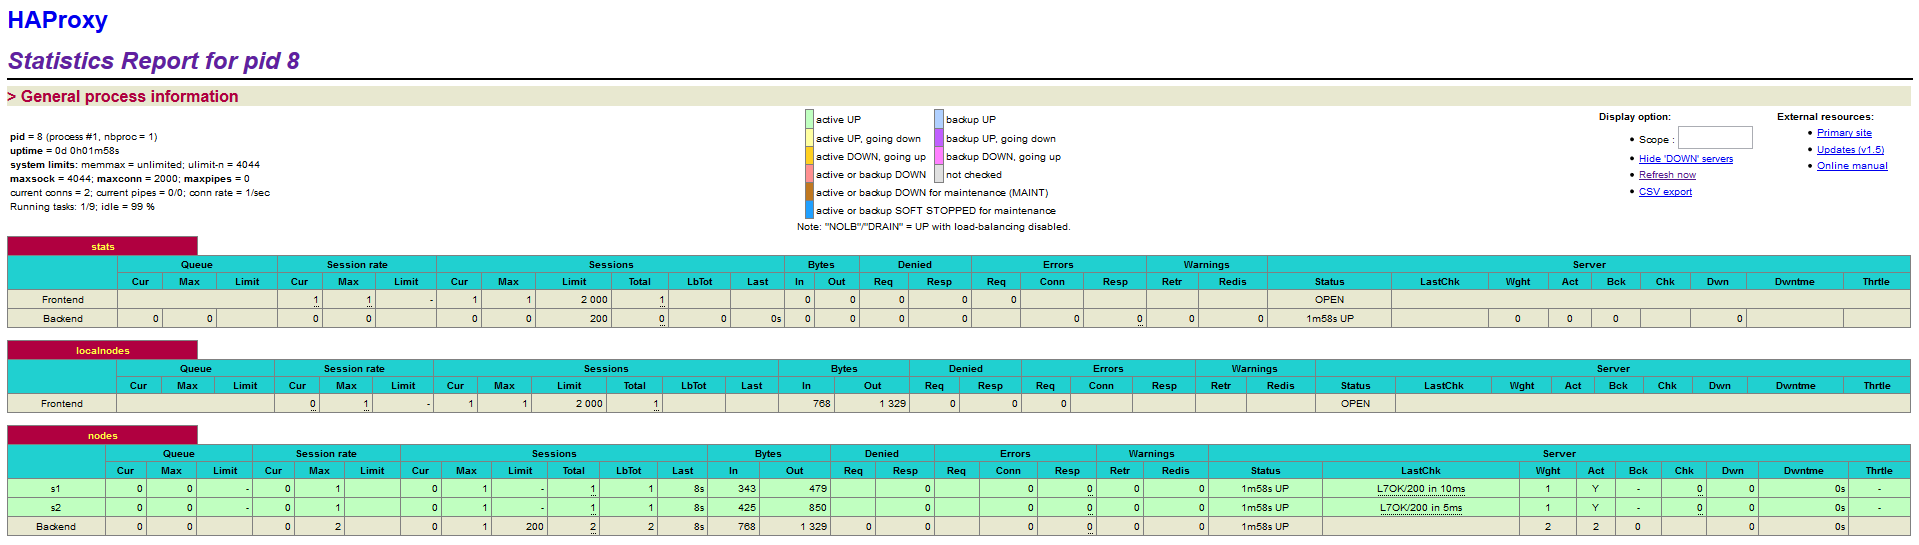 HAProxy
Statistics Report for pid 8
> General process information
pid = 8 (process #1, nbproc = 1)
uptime = 0d 0h01m58s
system limits: memmax = unlimited; ulimit-n = 4044
maxsock = 4044; maxconn = 2000; maxpipes = 0
current conns = 2; current pipes = 0/0; conn rate = 1/sec
Running tasks: 1/9; idle = 99 %
active UP backup UP
active UP, going down backup UP, going down
active DOWN, going up backup DOWN, going up
active or backup DOWN not checked
active or backup DOWN for maintenance (MAINT)
active or backup SOFT STOPPED for maintenance
Note: "NOLB"/"DRAIN" = UP with load-balancing disabled.
Display option:
Scope :
Hide 'DOWN' servers
Refresh now
CSV export
External resources:
Primary site
Updates (v1.5)
Online manual
stats
Queue Session rate Sessions Bytes Denied Errors Warnings Server
Cur Max Limit Cur Max Limit Cur Max Limit Total LbTot Last In Out Req Resp Req Conn Resp Retr Redis Status LastChk Wght Act Bck Chk Dwn Dwntme Thrtle
Frontend 1 1 - 1 1 2 000 1 0 0 0 0 0 OPEN
Backend 0 0 0 0 0 0 200 0 0 0s 0 0 0 0 0 0 0 0 1m58s UP 0 0 0 0
localnodes
Queue Session rate Sessions Bytes Denied Errors Warnings Server
Cur Max Limit Cur Max Limit Cur Max Limit Total LbTot Last In Out Req Resp Req Conn Resp Retr Redis Status LastChk Wght Act Bck Chk Dwn Dwntme Thrtle
Frontend 0 1 - 1 1 2 000 1 768 1 329 0 0 0 OPEN
nodes
Queue Session rate Sessions Bytes Denied Errors Warnings Server
Cur Max Limit Cur Max Limit Cur Max Limit Total LbTot Last In Out Req Resp Req Conn Resp Retr Redis Status LastChk Wght Act Bck Chk Dwn Dwntme Thrtle
s1 0 0 - 0 1 0 1 - 1 1 8s 343 479 0 0 0 0 0 1m58s UP L7OK/200 in 10ms 1 Y - 0 0 0s -
s2 0 0 - 0 1 0 1 - 1 1 8s 425 850 0 0 0 0 0 1m58s UP L7OK/200 in 5ms 1 Y - 0 0 0s -
Backend 0 0 0 2 0 1 200 2 2 8s 768 1 329 0 0 0 0 0 0 1m58s UP 2 2 0 0 0s